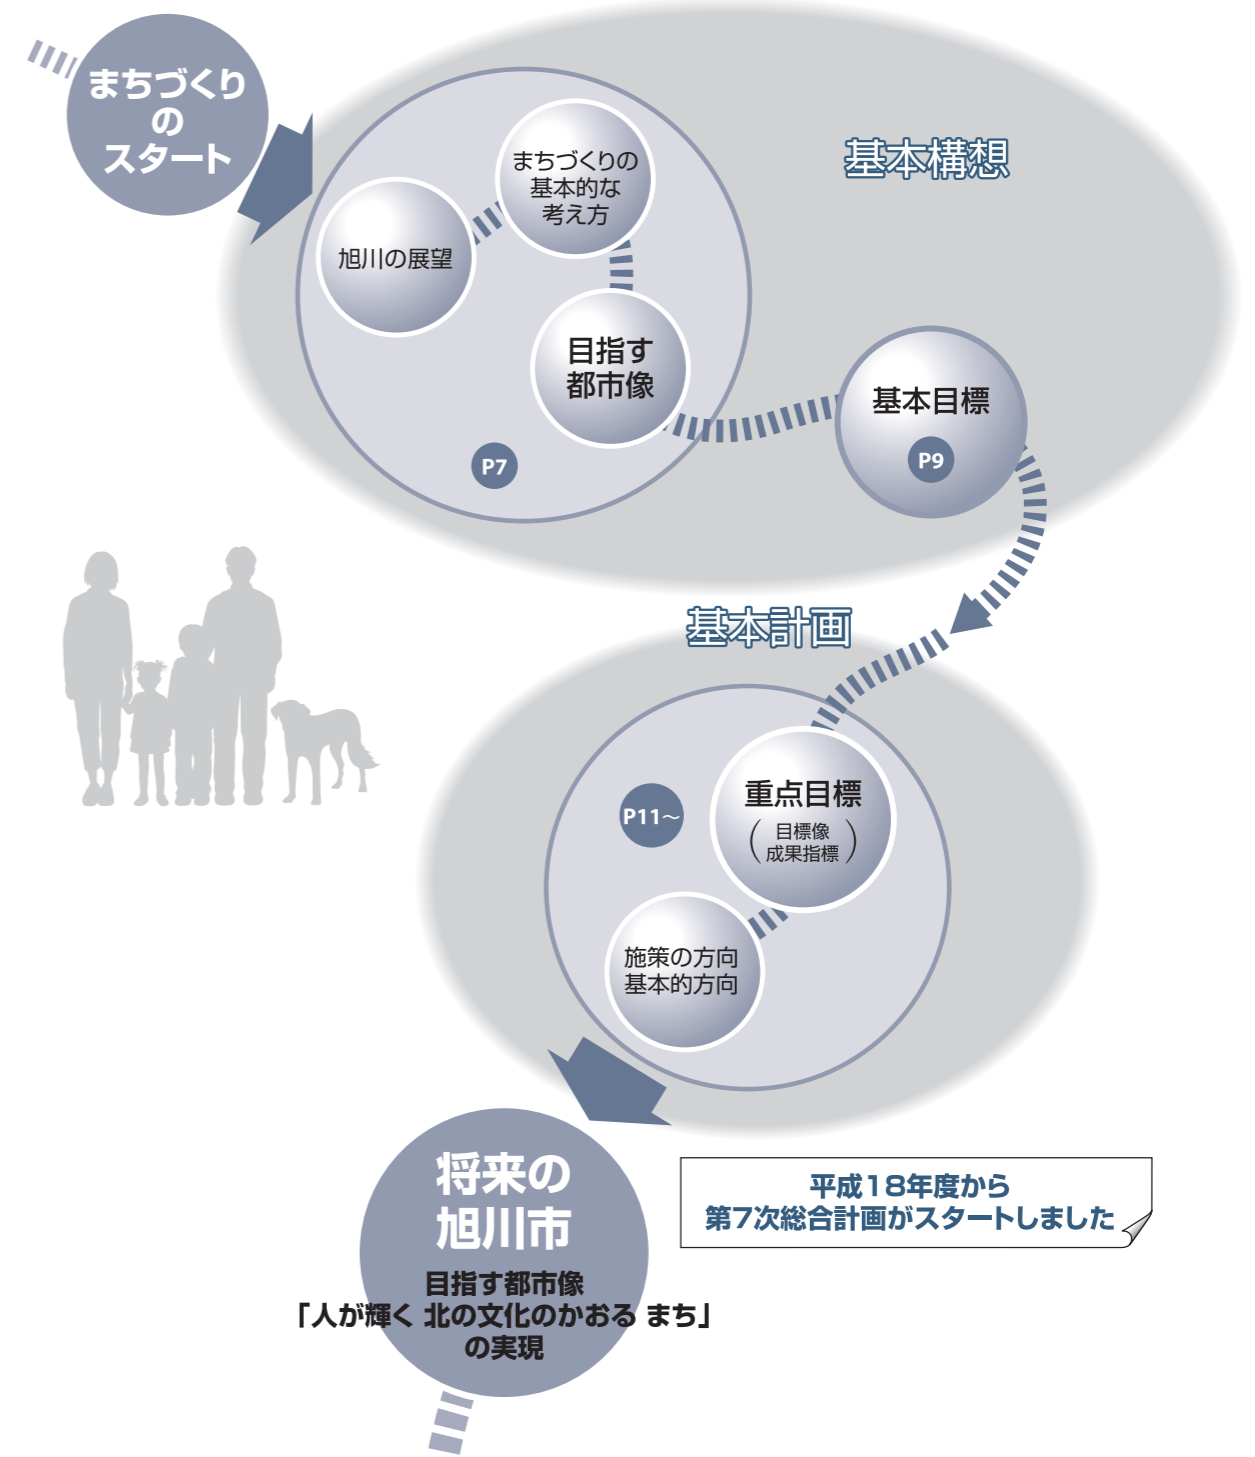 まちづくり
の
スタート
基本構想
まちづくりの
基本的な
考え方
旭川の展望
目指す
都市像
P7
基本目標
P9
基本計画
重点目標
(目標像
成果指標)
P11～
施策の方向
基本的方向
将来の
旭川市
目指す都市像
「人が輝く 北の文化のかおる まち」
の実現
平成18年度から
第7次総合計画がスタートしました